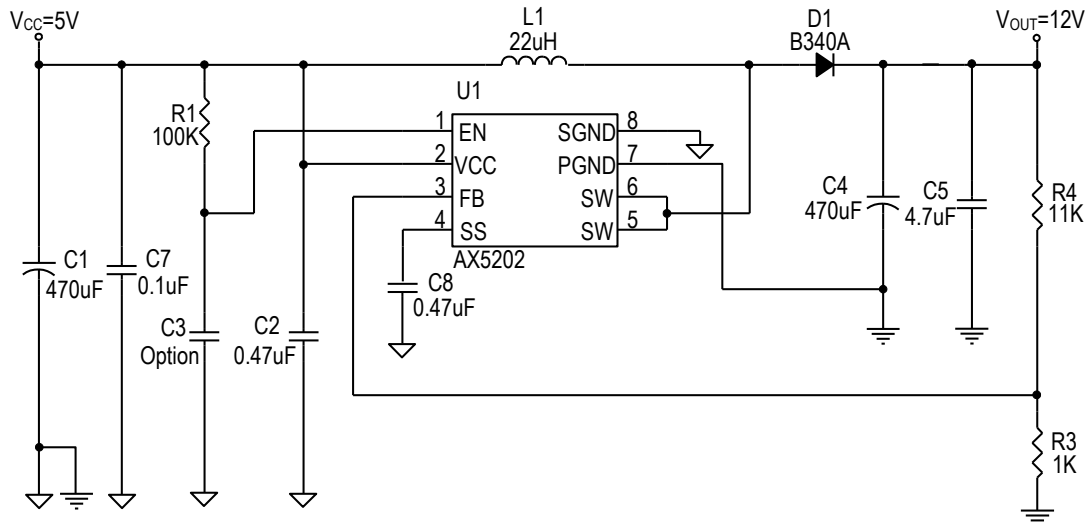 VCC=5V
L1
22uH
D1
B340A
VOUT=12V
U1
R1
100K
1
EN
2
VCC
3
FB
4
SS
SGND
8
PGND
7
SW
6
SW
5
AX5202
C4
470uF
C5
4.7uF
R4
11K
C1
470uF
C7
0.1uF
C3
Option
C2
0.47uF
C8
0.47uF
R3
1K